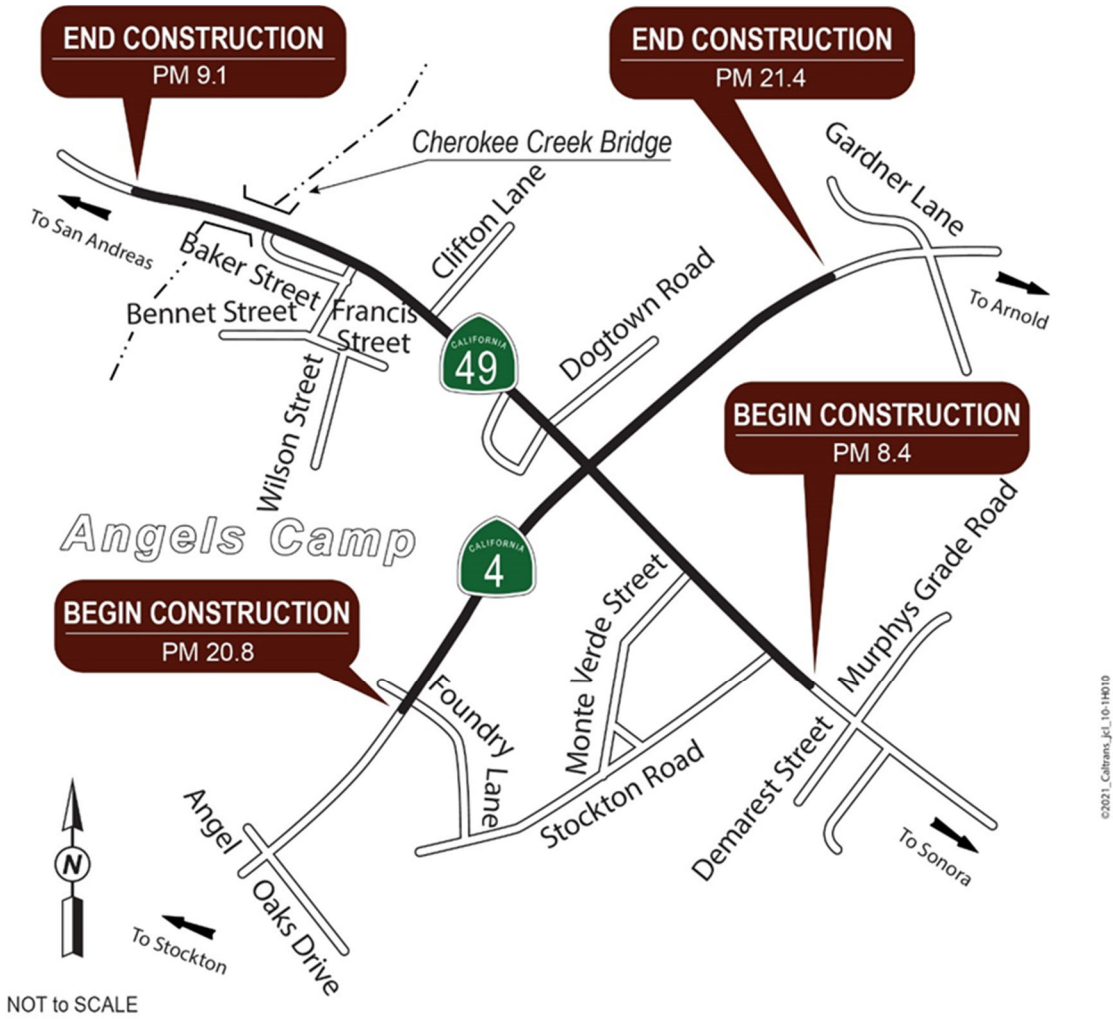 END CONSTRUCTION
PM 9.1
END CONSTRUCTION
PM 21.4
Cherokee Creek Bridge
Gardner Lane
To San Andreas
Clifton Lane
Baker Street
To Arnold
Bennet Street
Francis
Street
Dogtown Road
CALIFORNIA
49
Wilson Street
BEGIN CONSTRUCTION
PM 8.4
Angels Camp
CALIFORNIA
4
Murphys Grade Road
BEGIN CONSTRUCTION
PM 20.8
Monte Verde Street
Foundry
Lane
Stockton Road
Demarest Street
Angel
Oaks Drive
To Sonora
N
To Stockton
NOT to SCALE
©2021_Caltrans_jcl_10-1H010